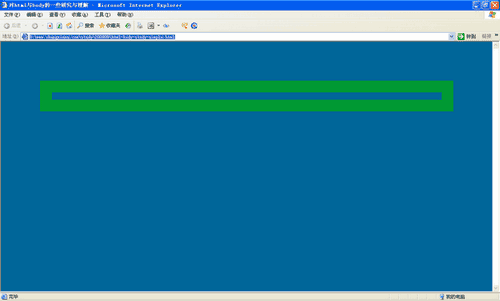 对html与body的一些研究与理解 - Microsoft Internet Explorer
文件(F) 编辑(E) 查看(V) 收藏(A) 工具(T) 帮助(H)
后退 搜索 收藏夹
地址(D) 转到 链接
完毕 我的电脑